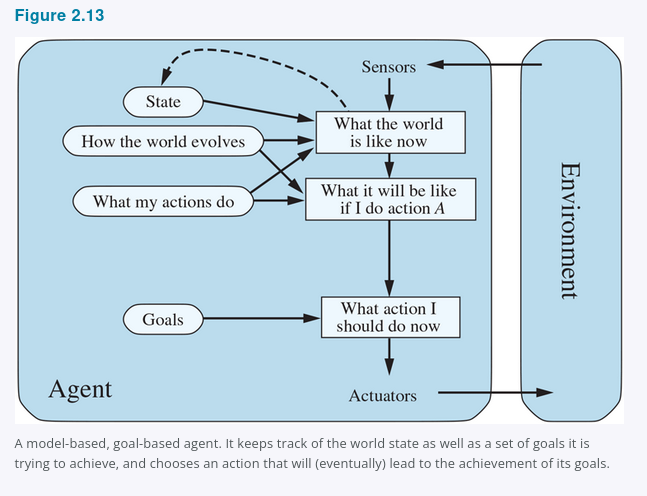 Figure 2.13
Sensors
State
What the world
is like now
How the world evolves
What it will be like
if I do action A
What my actions do
Environment
Goals
What action I
should do now
Agent
Actuators
A model-based, goal-based agent. It keeps track of the world state as well as a set of goals it is
trying to achieve, and chooses an action that will (eventually) lead to the achievement of its goals.